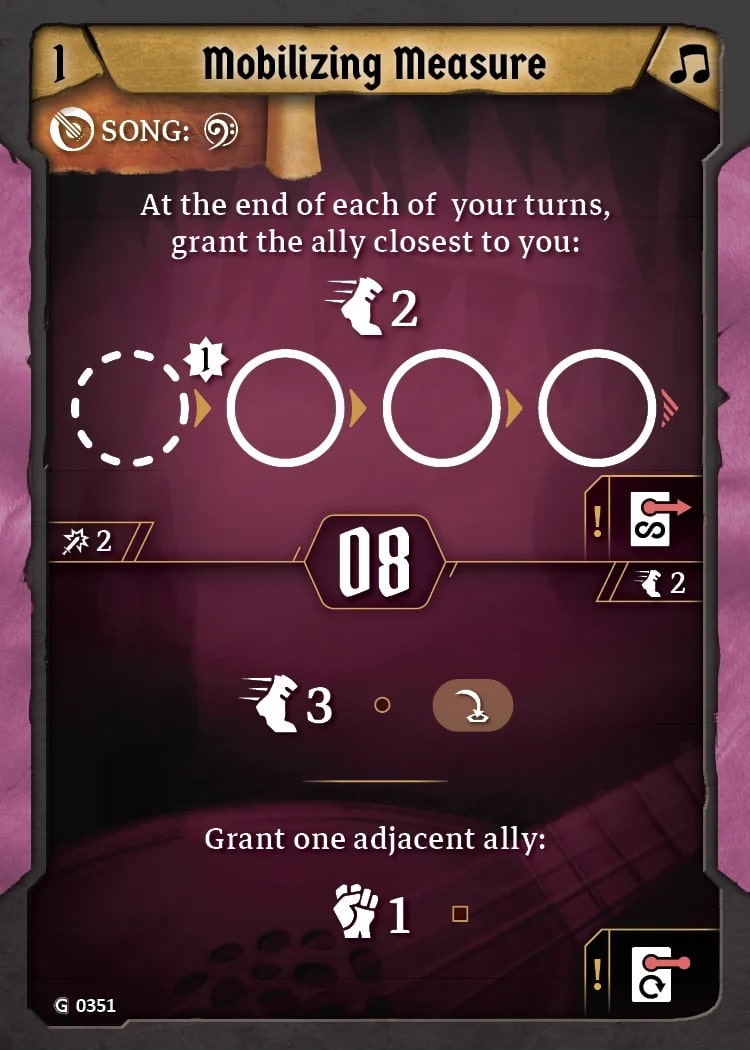 1 Mobilizing Measure
SONG:
At the end of each of your turns,
grant the ally closest to you:
2
1
!
2
08
2
3
Grant one adjacent ally:
1
!
G 0351